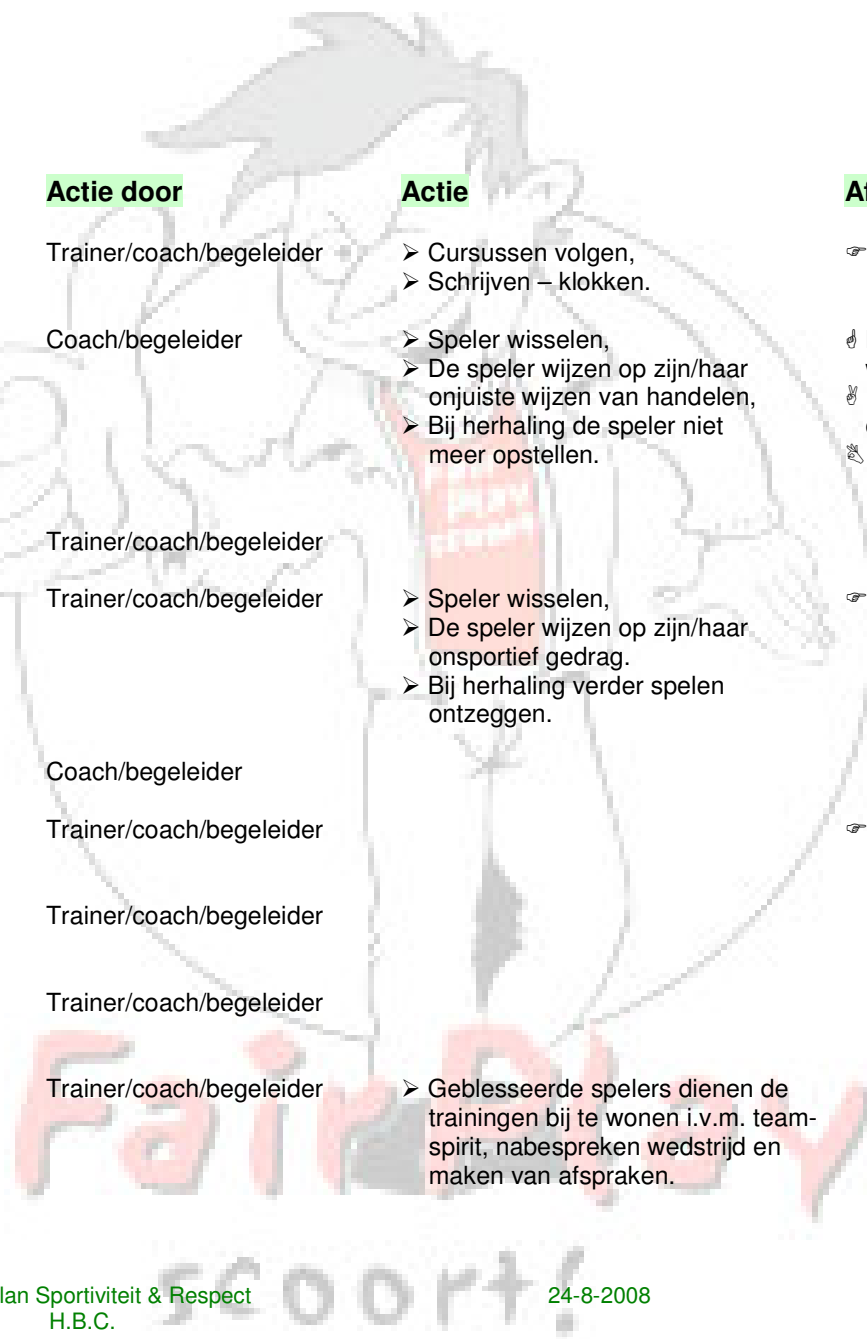 Actie door Actie
Trainer/coach/begeleider ➢ Cursussen volgen,
➢ Schrijven – klokken.
Coach/begeleider ➢ Speler wisselen,
➢ De speler wijzen op zijn/haar
onjuiste wijzen van handelen,
➢ Bij herhaling de speler niet
meer opstellen.
Trainer/coach/begeleider
Trainer/coach/begeleider ➢ Speler wisselen,
➢ De speler wijzen op zijn/haar
onsportief gedrag.
➢ Bij herhaling verder spelen
ontzeggen.
Coach/begeleider
Trainer/coach/begeleider
Trainer/coach/begeleider
Trainer/coach/begeleider
Trainer/coach/begeleider ➢ Geblesseerde spelers dienen de
trainingen bij te wonen i.v.m. team-
spirit, nabespreken wedstrijd en
maken van afspraken.
Fair Play
scoort!
lan Sportiviteit & Respect 24-8-2008
H.B.C.